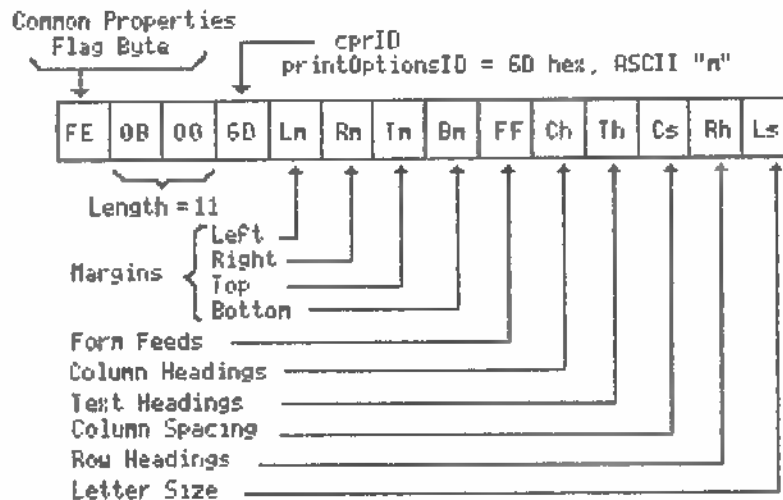 Common Properties
Flag Byte
cprID
printOptionsID = 6D hex, ASCII "m"
FE 0B 00 6D Lm Rm Tm Bm FF Ch Th Cs Rh Ls
Length = 11
Margins
Left
Right
Top
Bottom
Form Feeds
Column Headings
Text Headings
Column Spacing
Row Headings
Letter Size